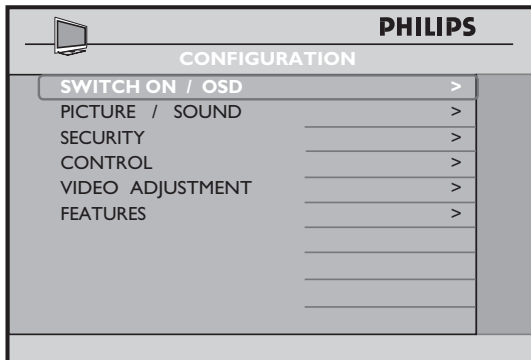 PHILIPS
CONFIGURATION
SWITCH ON / OSD >
PICTURE / SOUND >
SECURITY >
CONTROL >
VIDEO ADJUSTMENT >
FEATURES >